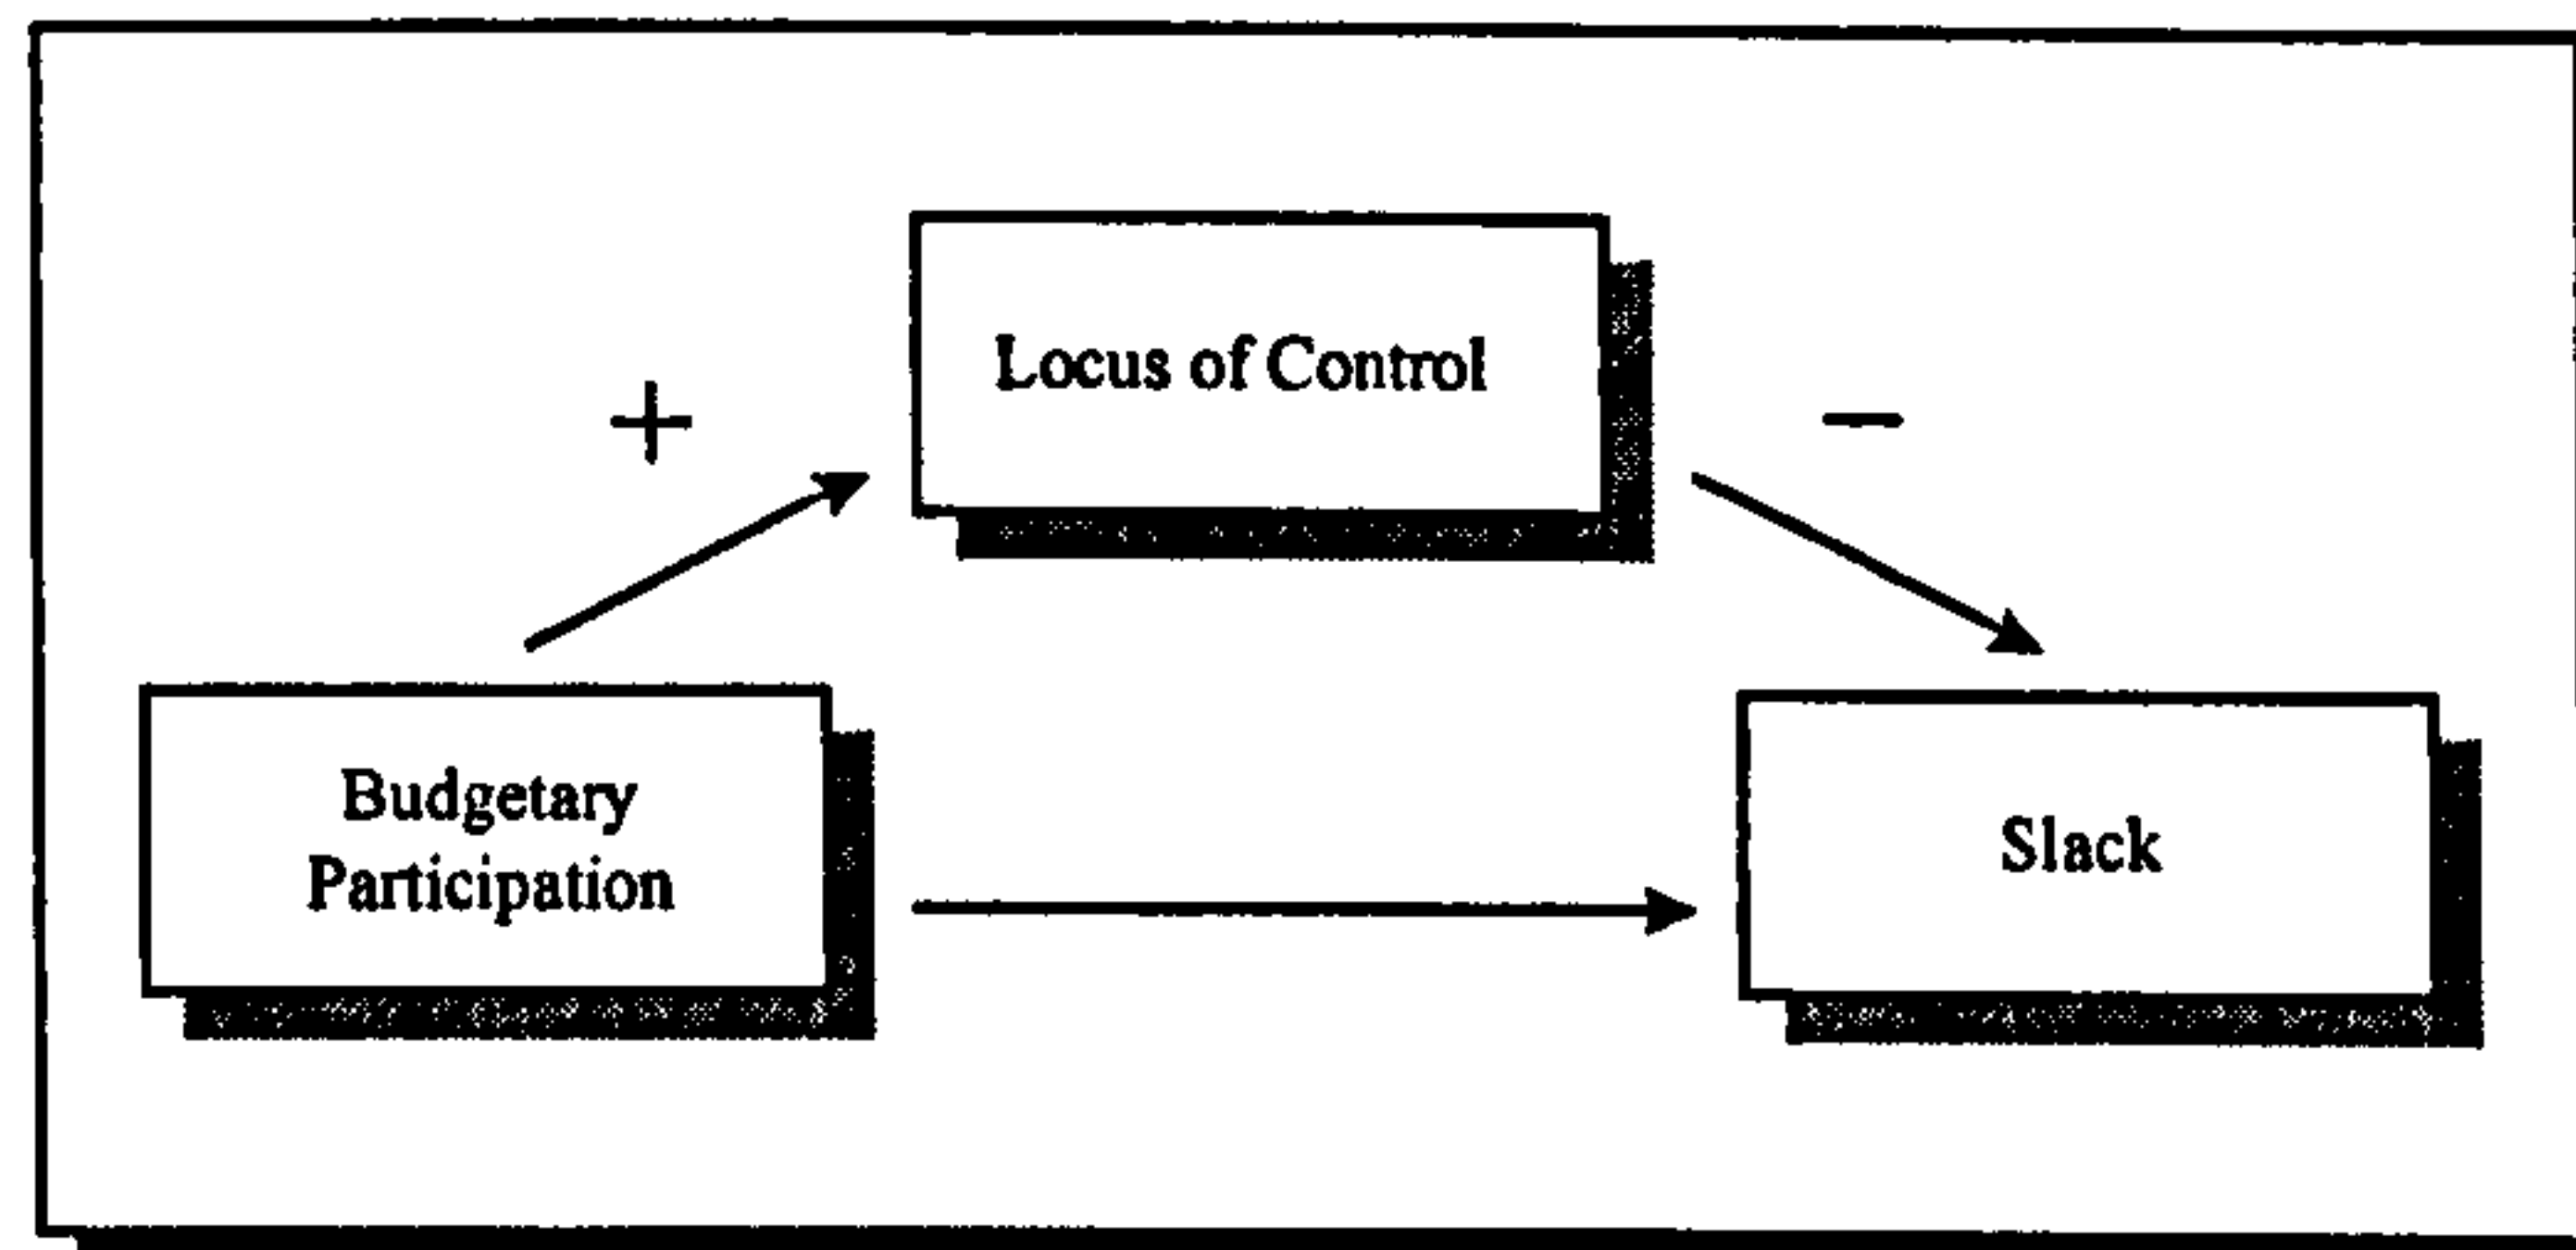 Locus of Control
+
−
Budgetary
Participation
Slack